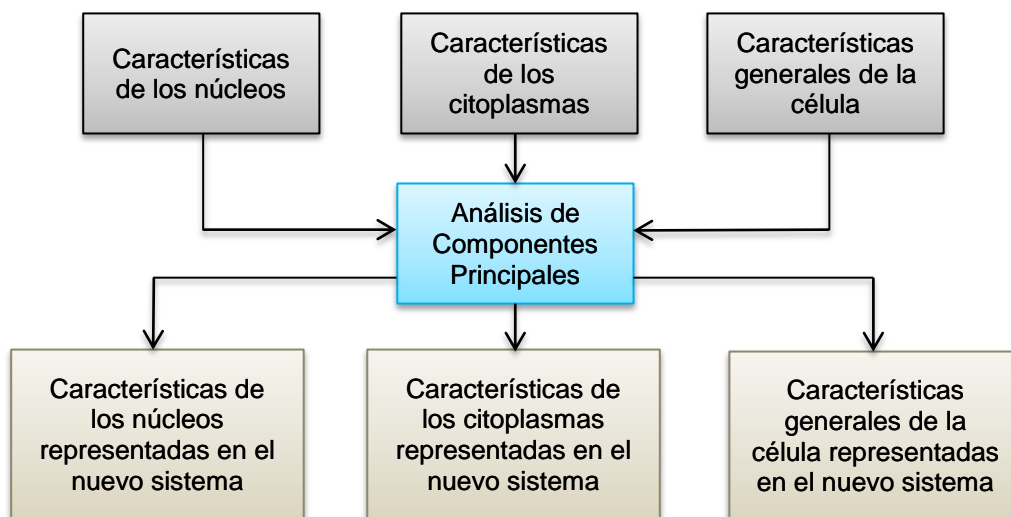 Características
de los núcleos
Características
de los
citoplasmas
Características
generales de la
célula
Análisis de
Componentes
Principales
Características de
los núcleos
representadas en el
nuevo sistema
Características de
los citoplasmas
representadas en el
nuevo sistema
Características
generales de la
célula representadas
en el nuevo sistema